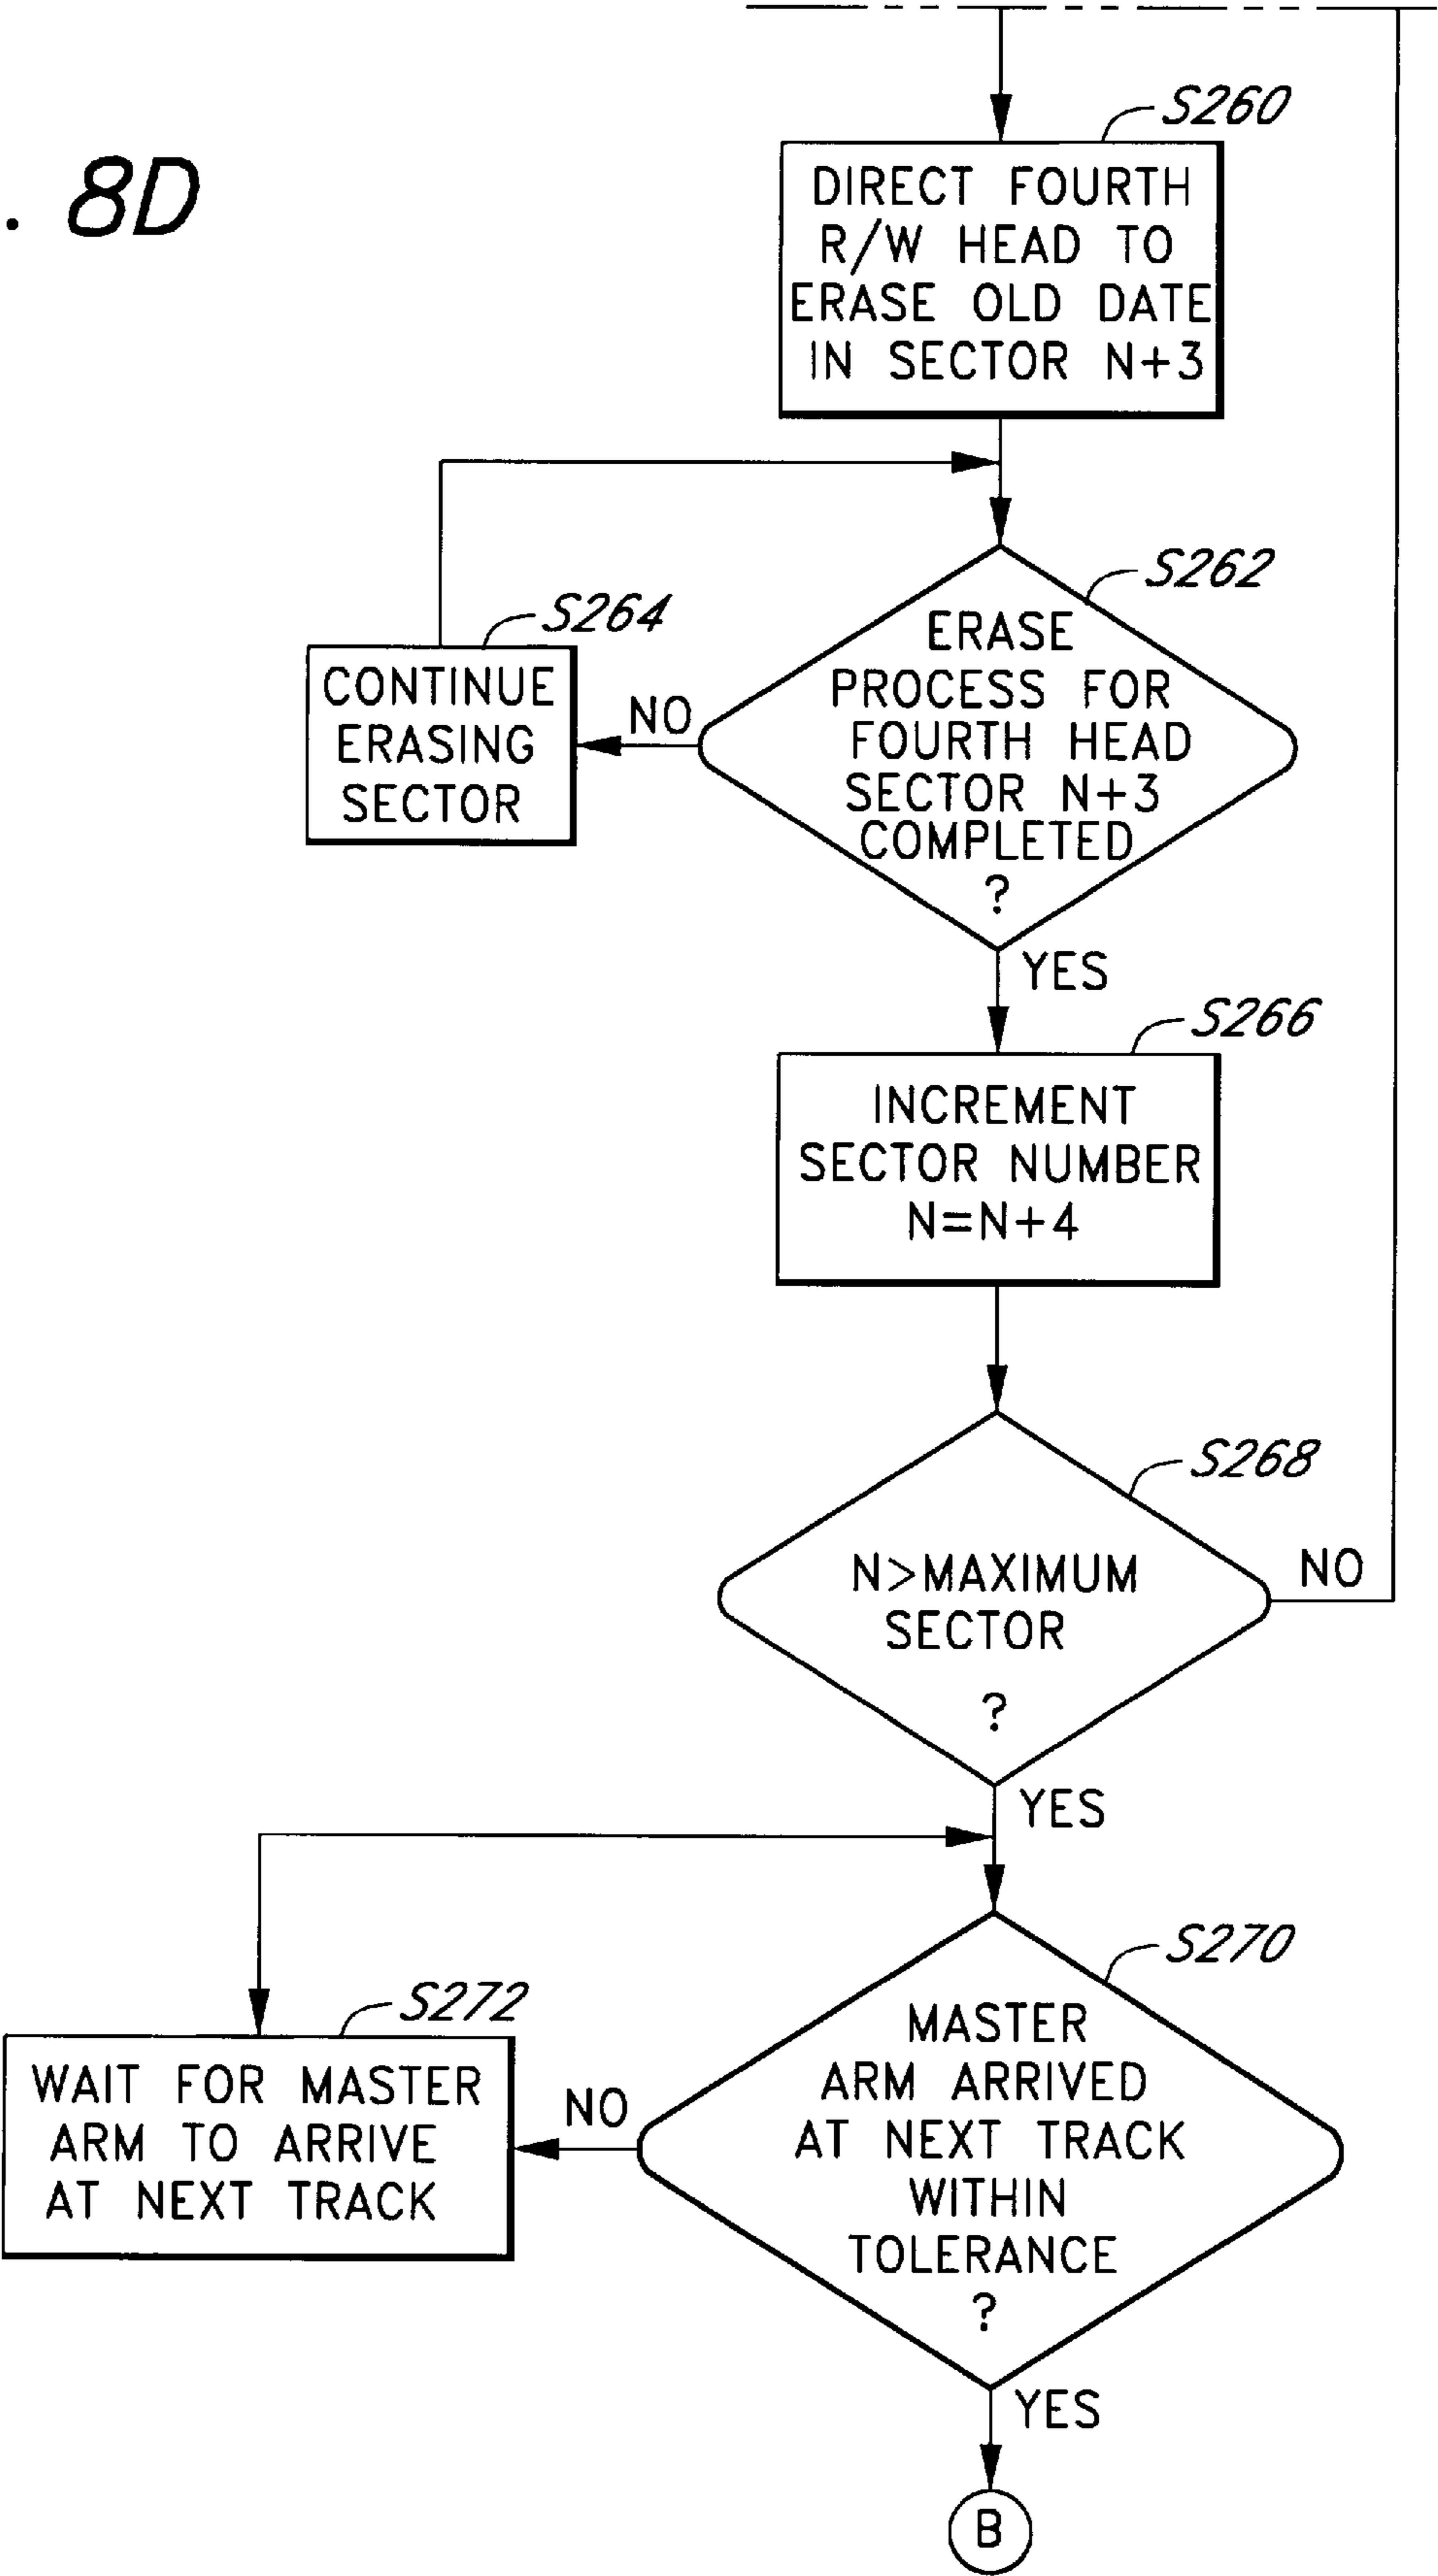 . 8D
S260
DIRECT FOURTH
R/W HEAD TO
ERASE OLD DATE
IN SECTOR N+3
S262
ERASE
PROCESS FOR
FOURTH HEAD
SECTOR N+3
COMPLETED
?
S264
CONTINUE
ERASING
SECTOR
NO
YES
S266
INCREMENT
SECTOR NUMBER
N=N+4
S268
N>MAXIMUM
SECTOR
?
NO
YES
S270
MASTER
ARM ARRIVED
AT NEXT TRACK
WITHIN
TOLERANCE
?
S272
WAIT FOR MASTER
ARM TO ARRIVE
AT NEXT TRACK
NO
YES
B